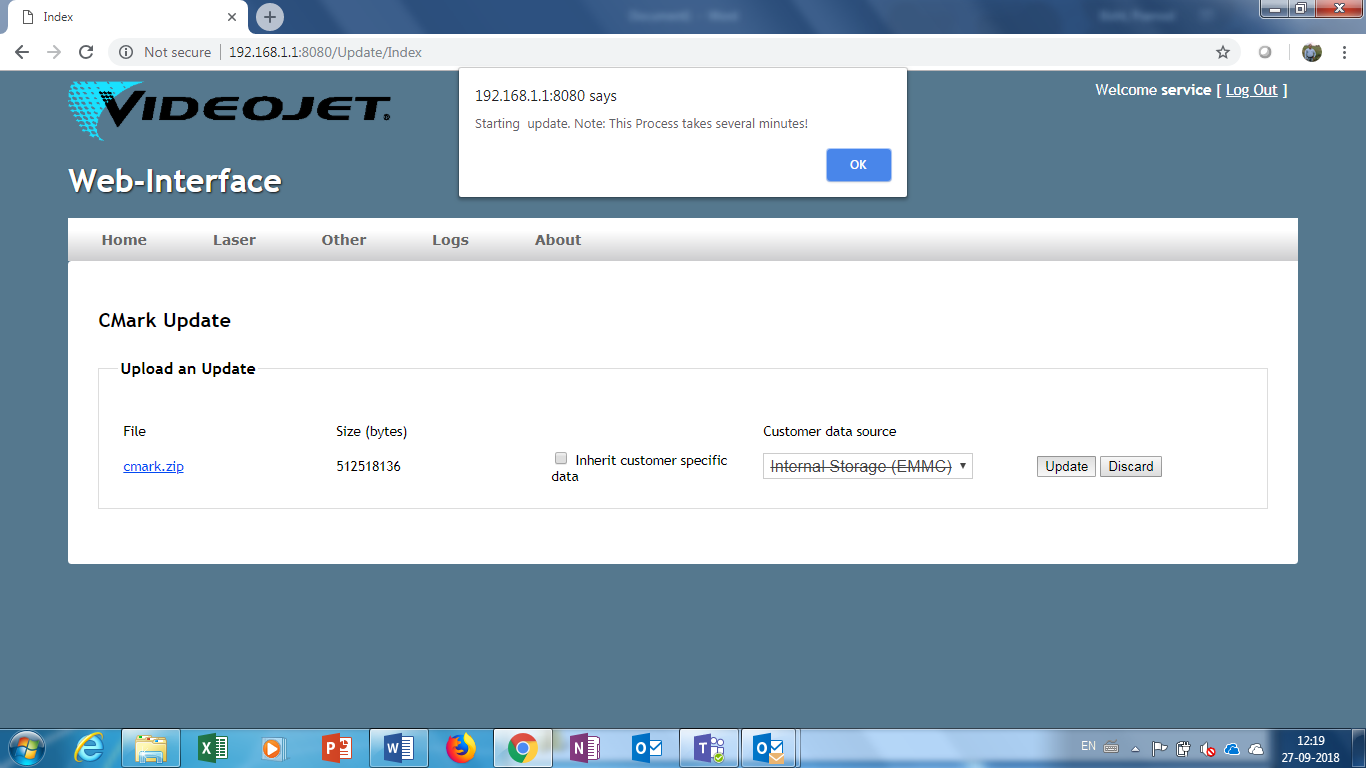 Index
Not secure 192.168.1.1:8080/Update/Index
VIDEOJET.
Welcome service [ Log Out ]
192.168.1.1:8080 says
Starting update. Note: This Process takes several minutes!
OK
Web-Interface
Home Laser Other Logs About
CMark Update
Upload an Update
File Size (bytes) Customer data source
cmark.zip 512518136 Inherit customer specific data Internal Storage (EMMC) Update Discard
EN 12:19
27-09-2018